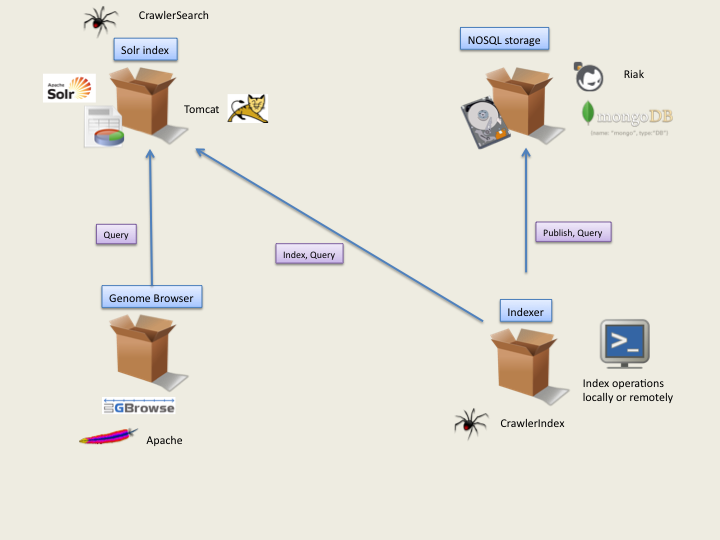 CrawlerSearch
Solr index
NOSQL storage
Apache
Solr
Tomcat
Riak
mongoDB
{name: "mongo", type:"DB"}
Query
Index, Query
Publish, Query
Genome Browser
Indexer
>_
GBrowse
Apache
Index operations
locally or remotely
CrawlerIndex